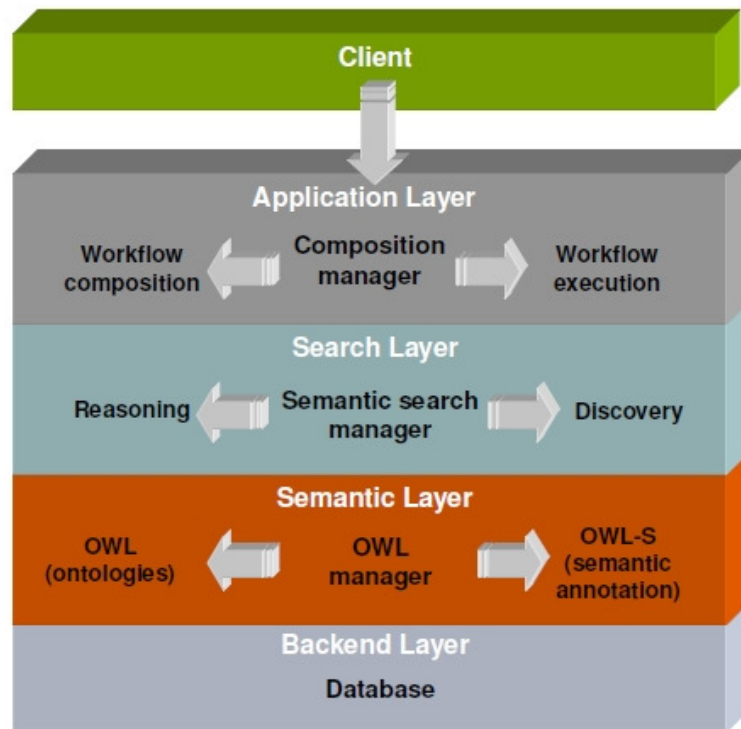 Client
Application Layer
Workflow
composition
Composition
manager
Workflow
execution
Search Layer
Reasoning
Semantic search
manager
Discovery
Semantic Layer
OWL
(ontologies)
OWL
manager
OWL-S
(semantic
annotation)
Backend Layer
Database